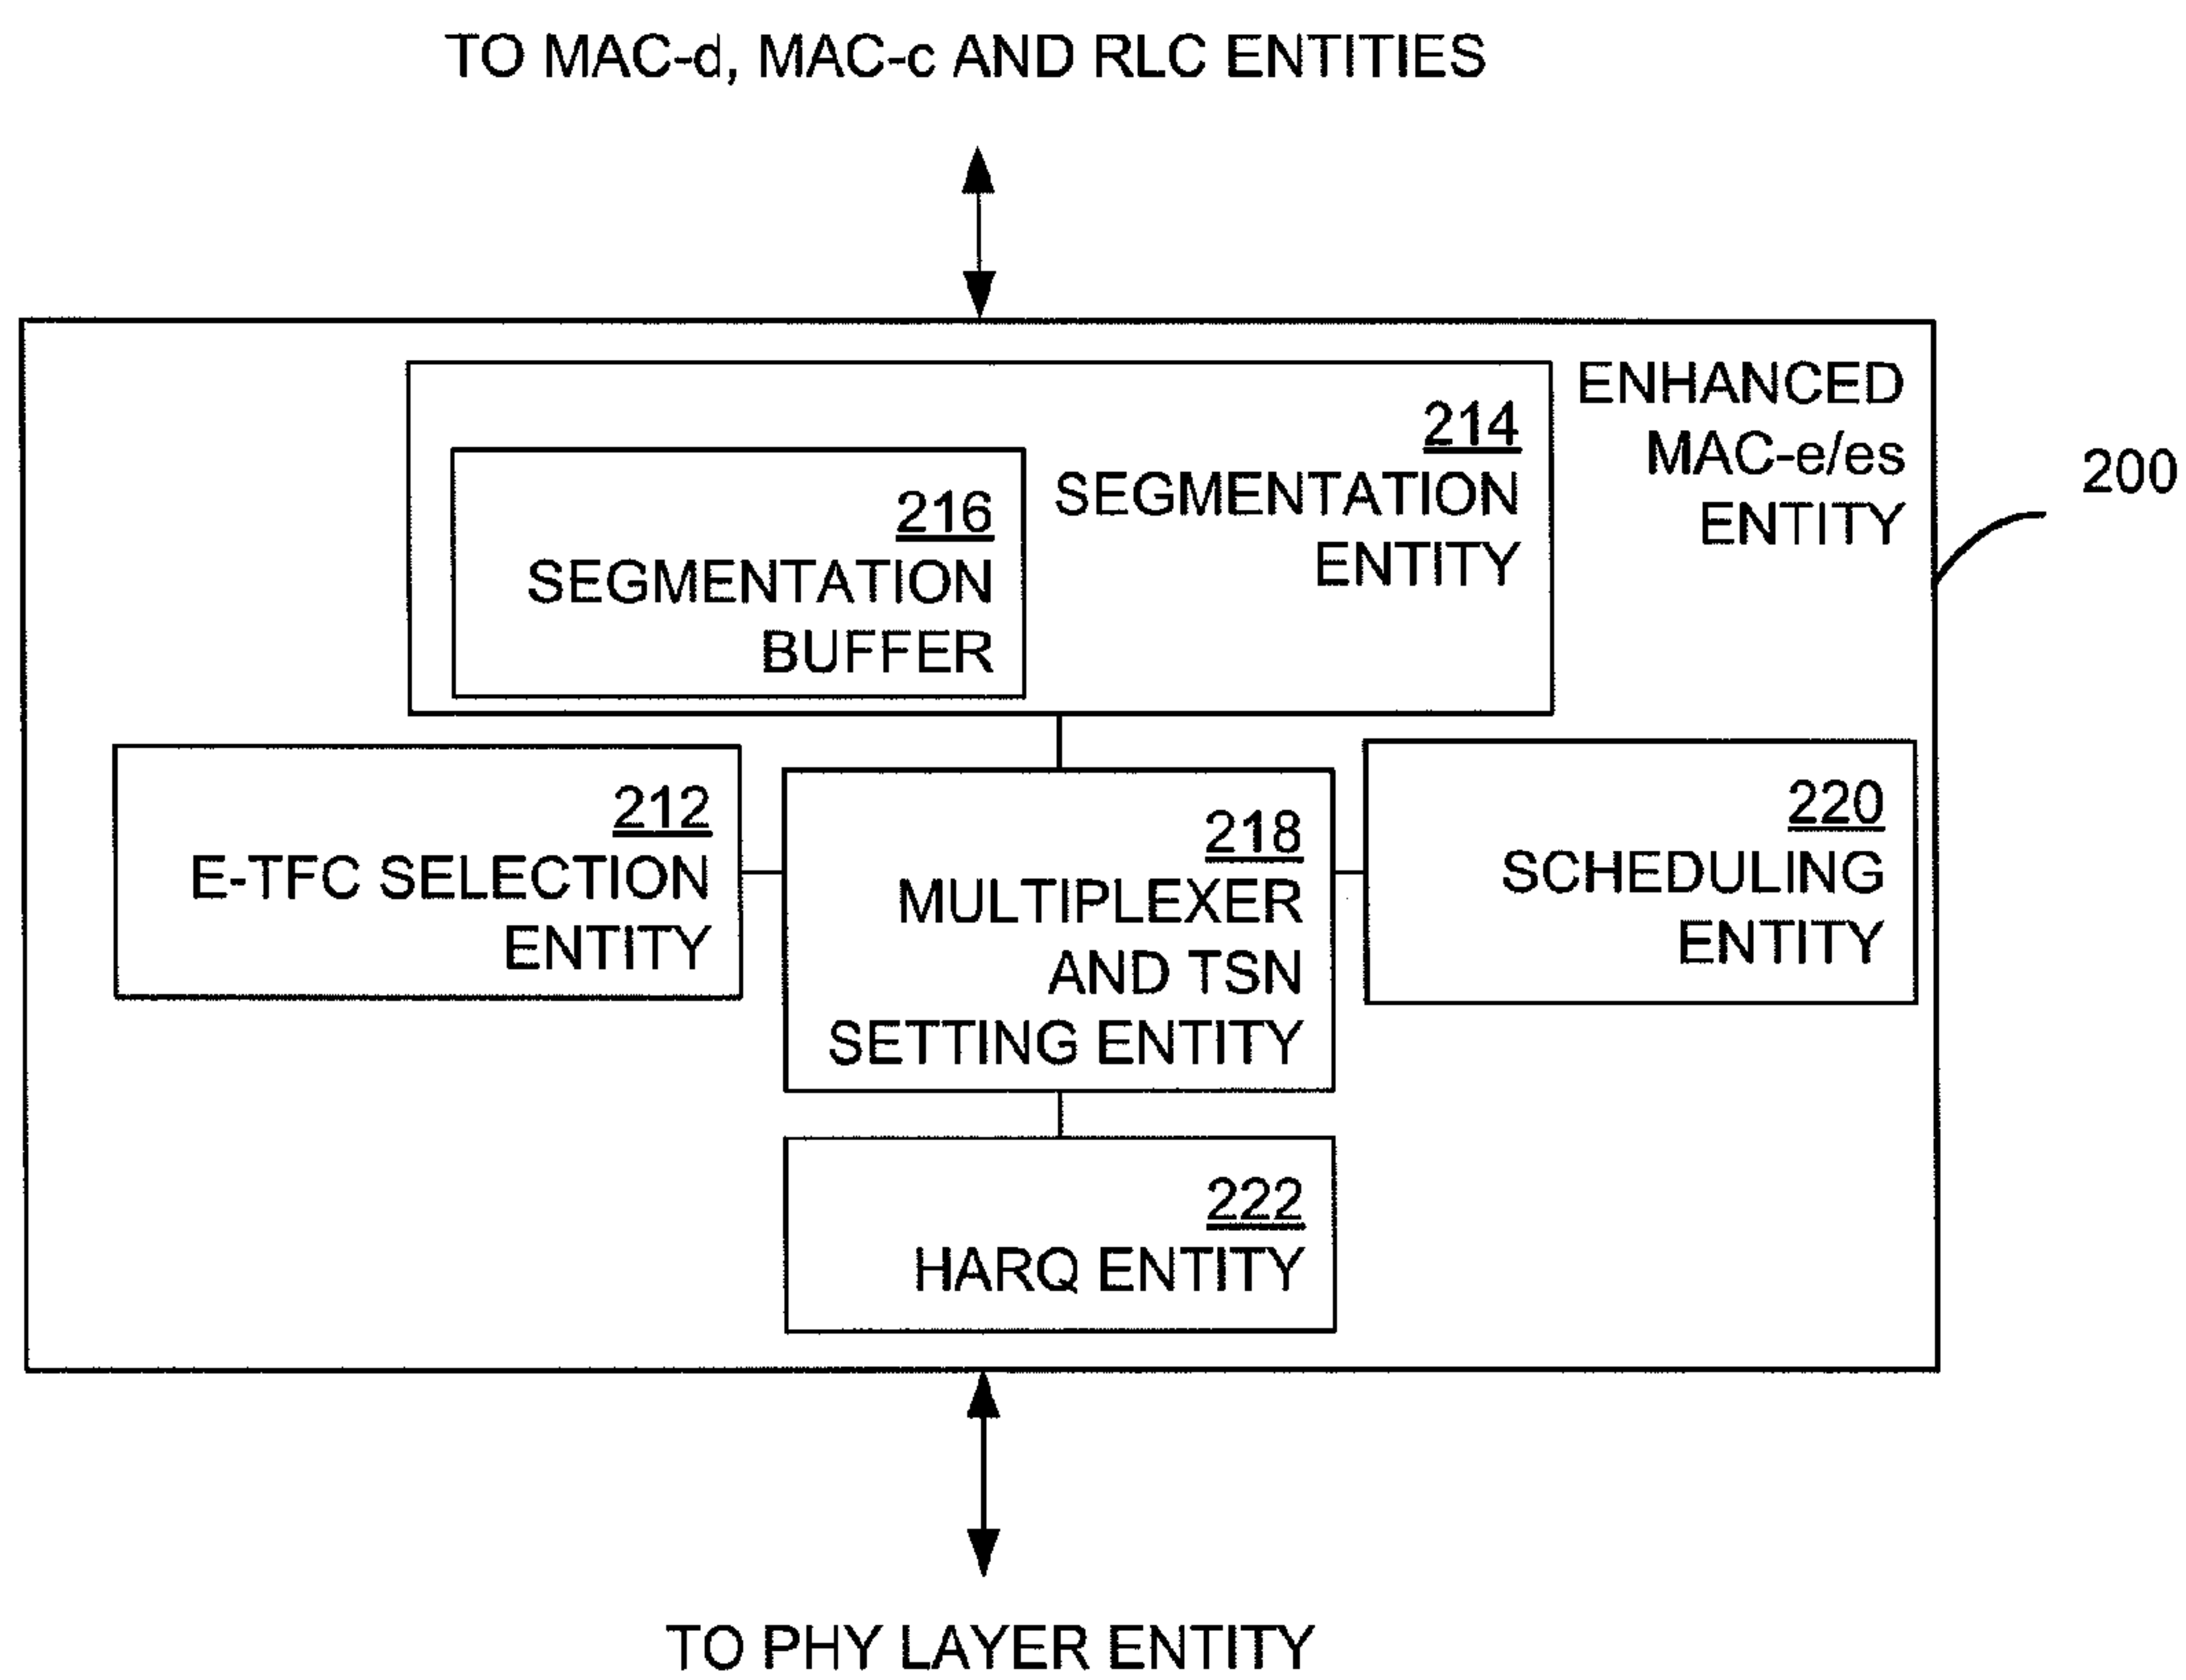 TO MAC-d, MAC-c AND RLC ENTITIES
ENHANCED
MAC-e/es
ENTITY
200
214
SEGMENTATION
ENTITY
216
SEGMENTATION
BUFFER
212
E-TFC SELECTION
ENTITY
218
MULTIPLEXER
AND TSN
SETTING ENTITY
220
SCHEDULING
ENTITY
222
HARQ ENTITY
TO PHY LAYER ENTITY